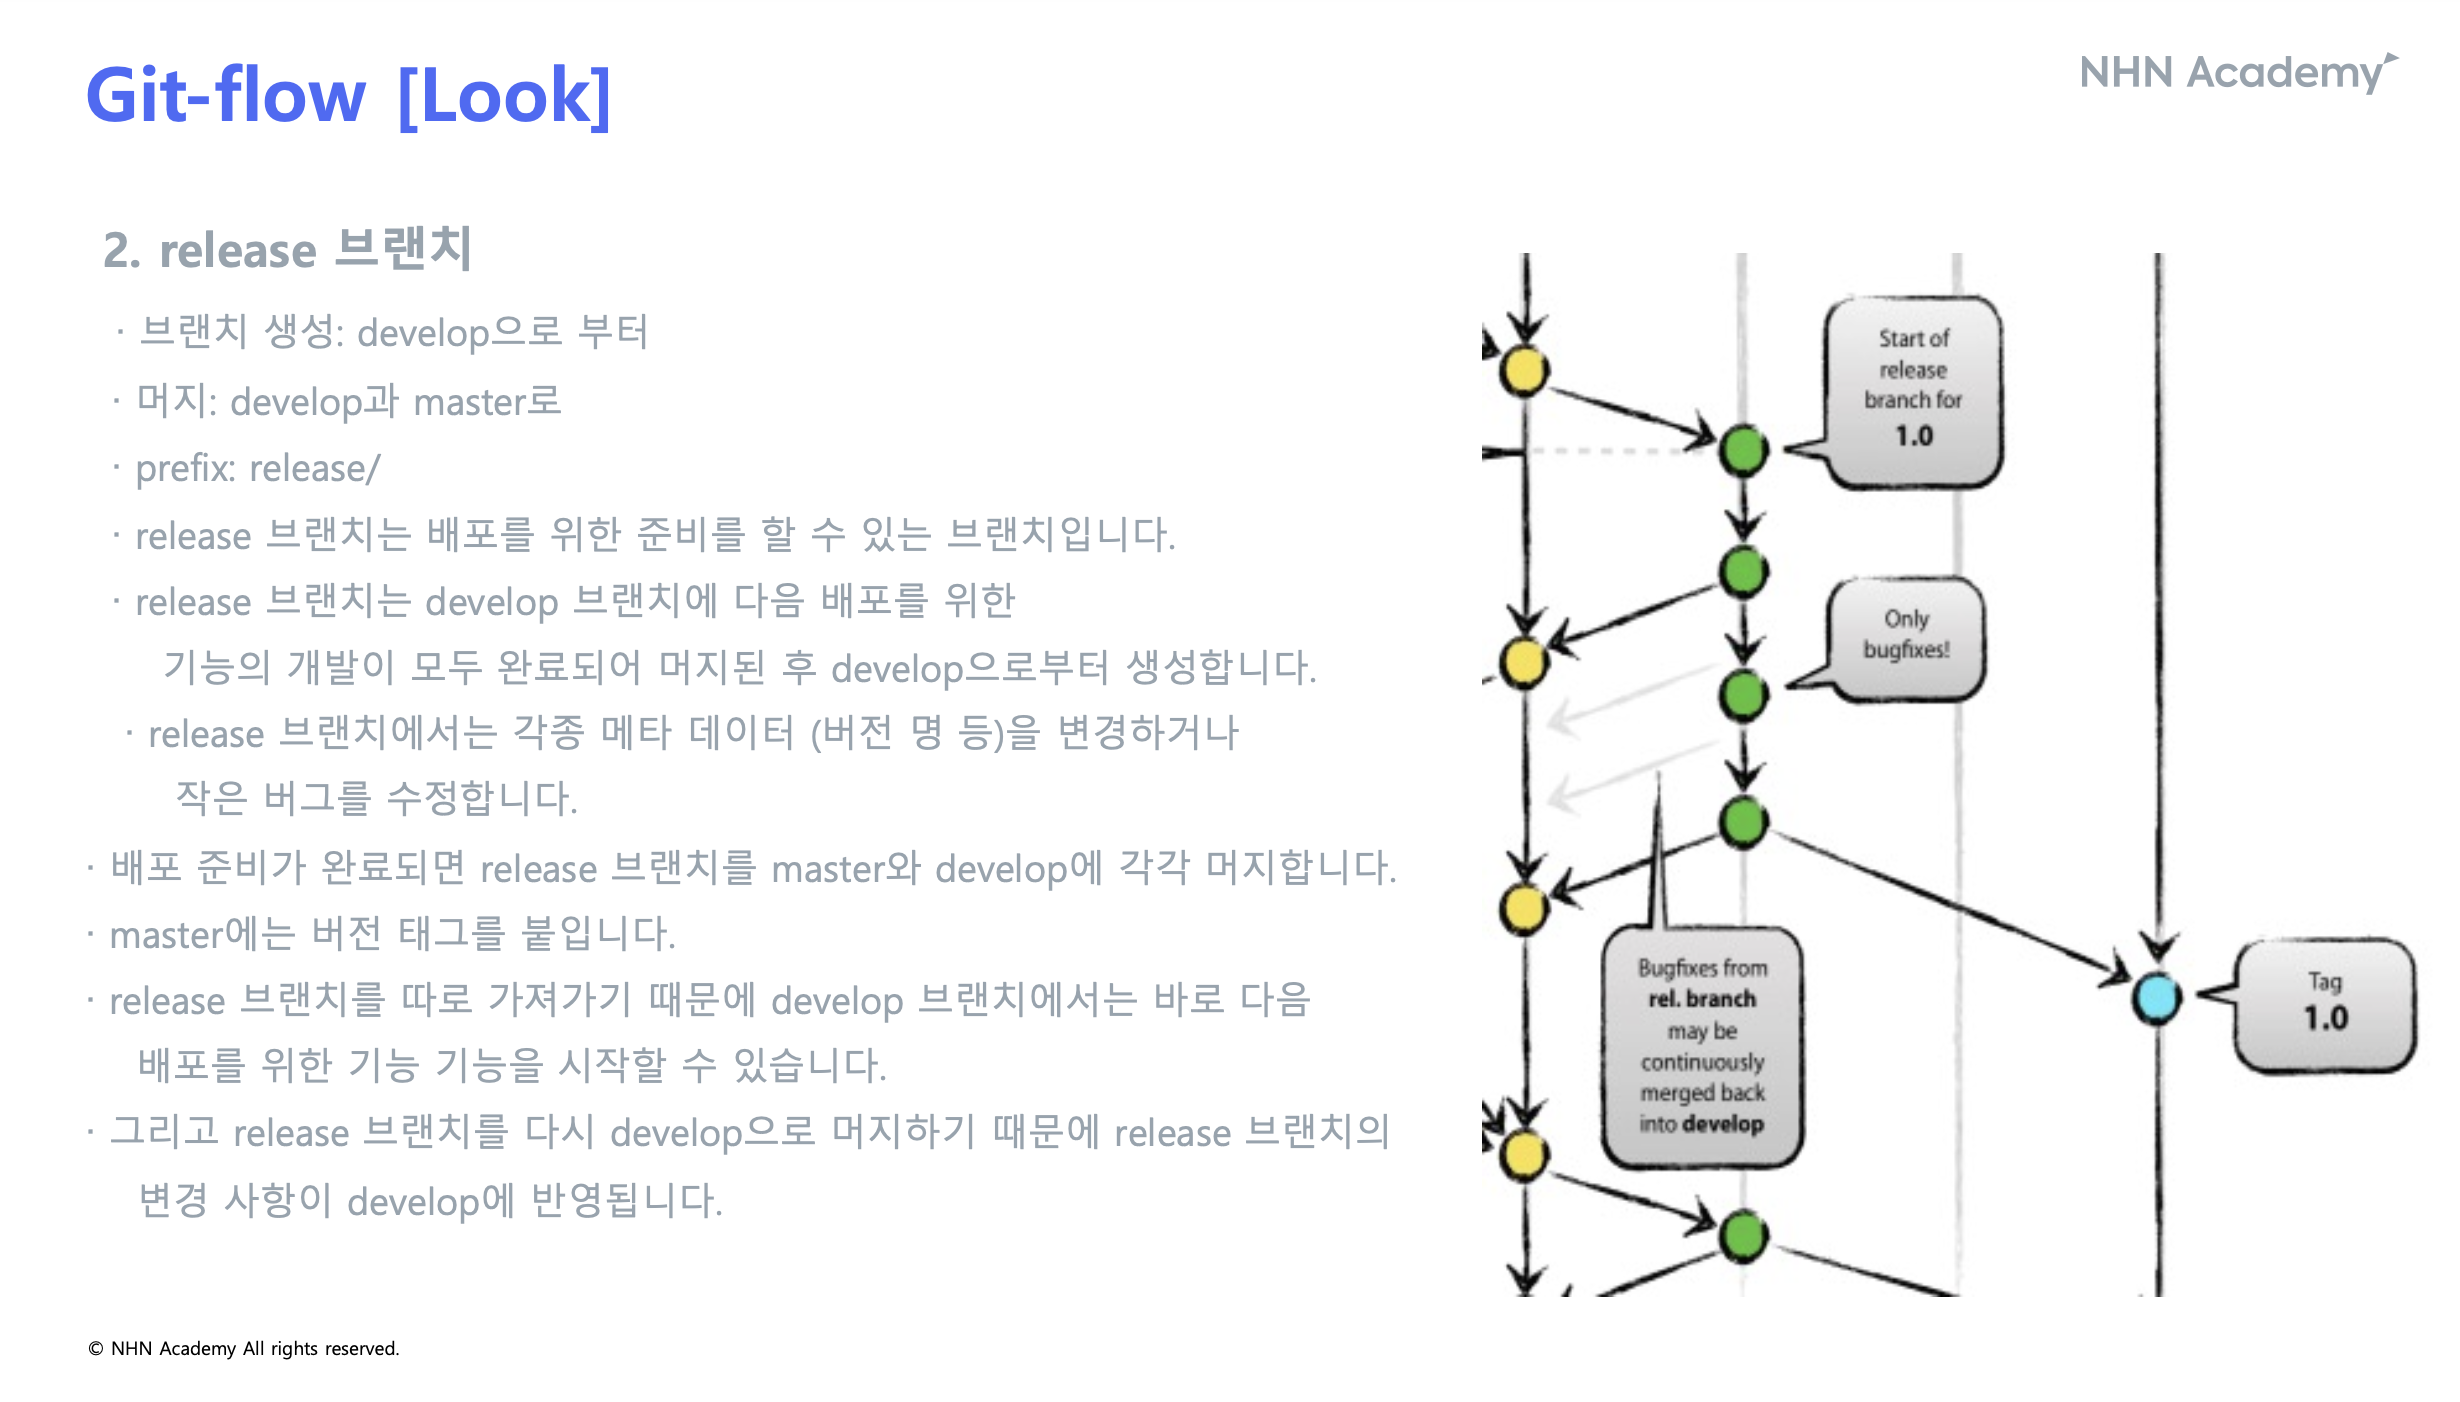 Git-flow [Look]
NHN Academy
2. release 브랜치
· 브랜치 생성: develop으로 부터
· 머지: develop과 master로
· prefix: release/
· release 브랜치는 배포를 위한 준비를 할 수 있는 브랜치입니다.
· release 브랜치는 develop 브랜치에 다음 배포를 위한
기능의 개발이 모두 완료되어 머지된 후 develop으로부터 생성합니다.
· release 브랜치에서는 각종 메타 데이터 (버전 명 등)을 변경하거나
작은 버그를 수정합니다.
· 배포 준비가 완료되면 release 브랜치를 master와 develop에 각각 머지합니다.
· master에는 버전 태그를 붙입니다.
· release 브랜치를 따로 가져가기 때문에 develop 브랜치에서는 바로 다음
배포를 위한 기능 기능을 시작할 수 있습니다.
· 그리고 release 브랜치를 다시 develop으로 머지하기 때문에 release 브랜치의
변경 사항이 develop에 반영됩니다.
Start of
release
branch for
1.0
Only
bugfixes!
Bugfixes from
rel. branch
may be
continuously
merged back
into develop
Tag
1.0
© NHN Academy All rights reserved.